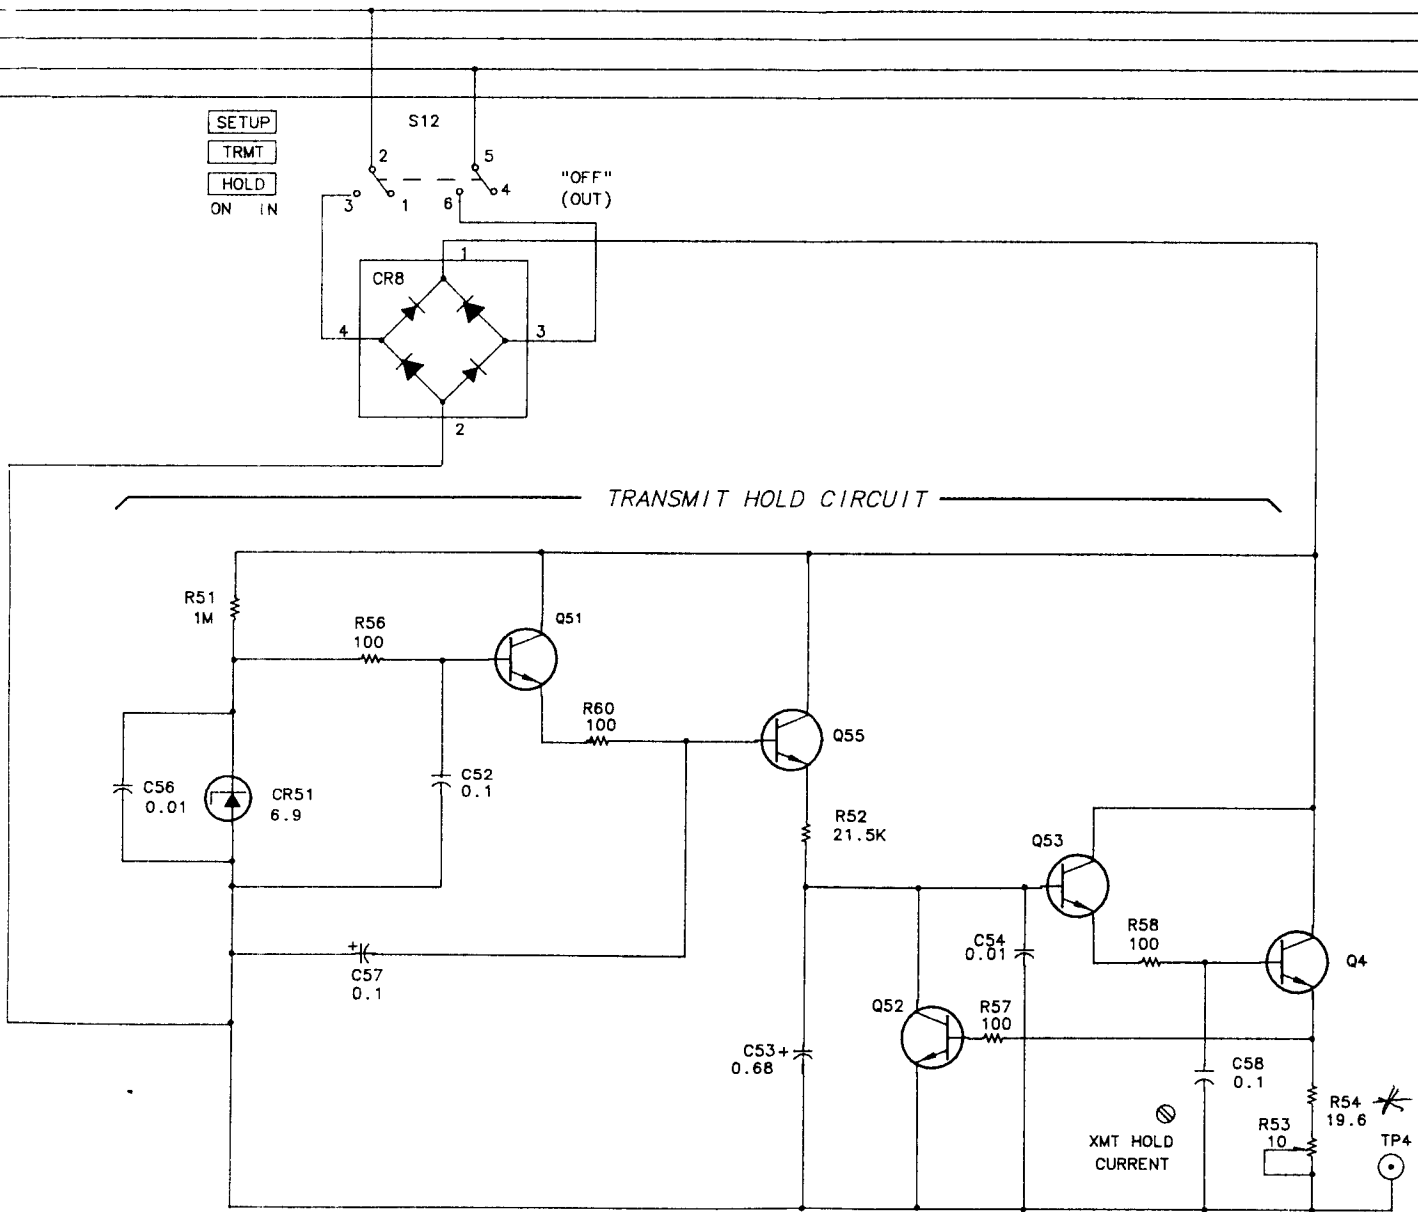 SETUP
TRMT
HOLD
ON IN
S12
2
5
3
1
6
4
"OFF"
(OUT)
1
CR8
4
3
2
TRANSMIT HOLD CIRCUIT
R51
1M
R56
100
Q51
R60
100
Q55
C56
0.01
CR51
6.9
C52
0.1
R52
21.5K
Q53
+
C57
0.1
C54
0.01
R58
100
Q4
Q52
R57
100
C53+
0.68
C58
0.1
R54
19.6
R53
10
XMT HOLD
CURRENT
TP4